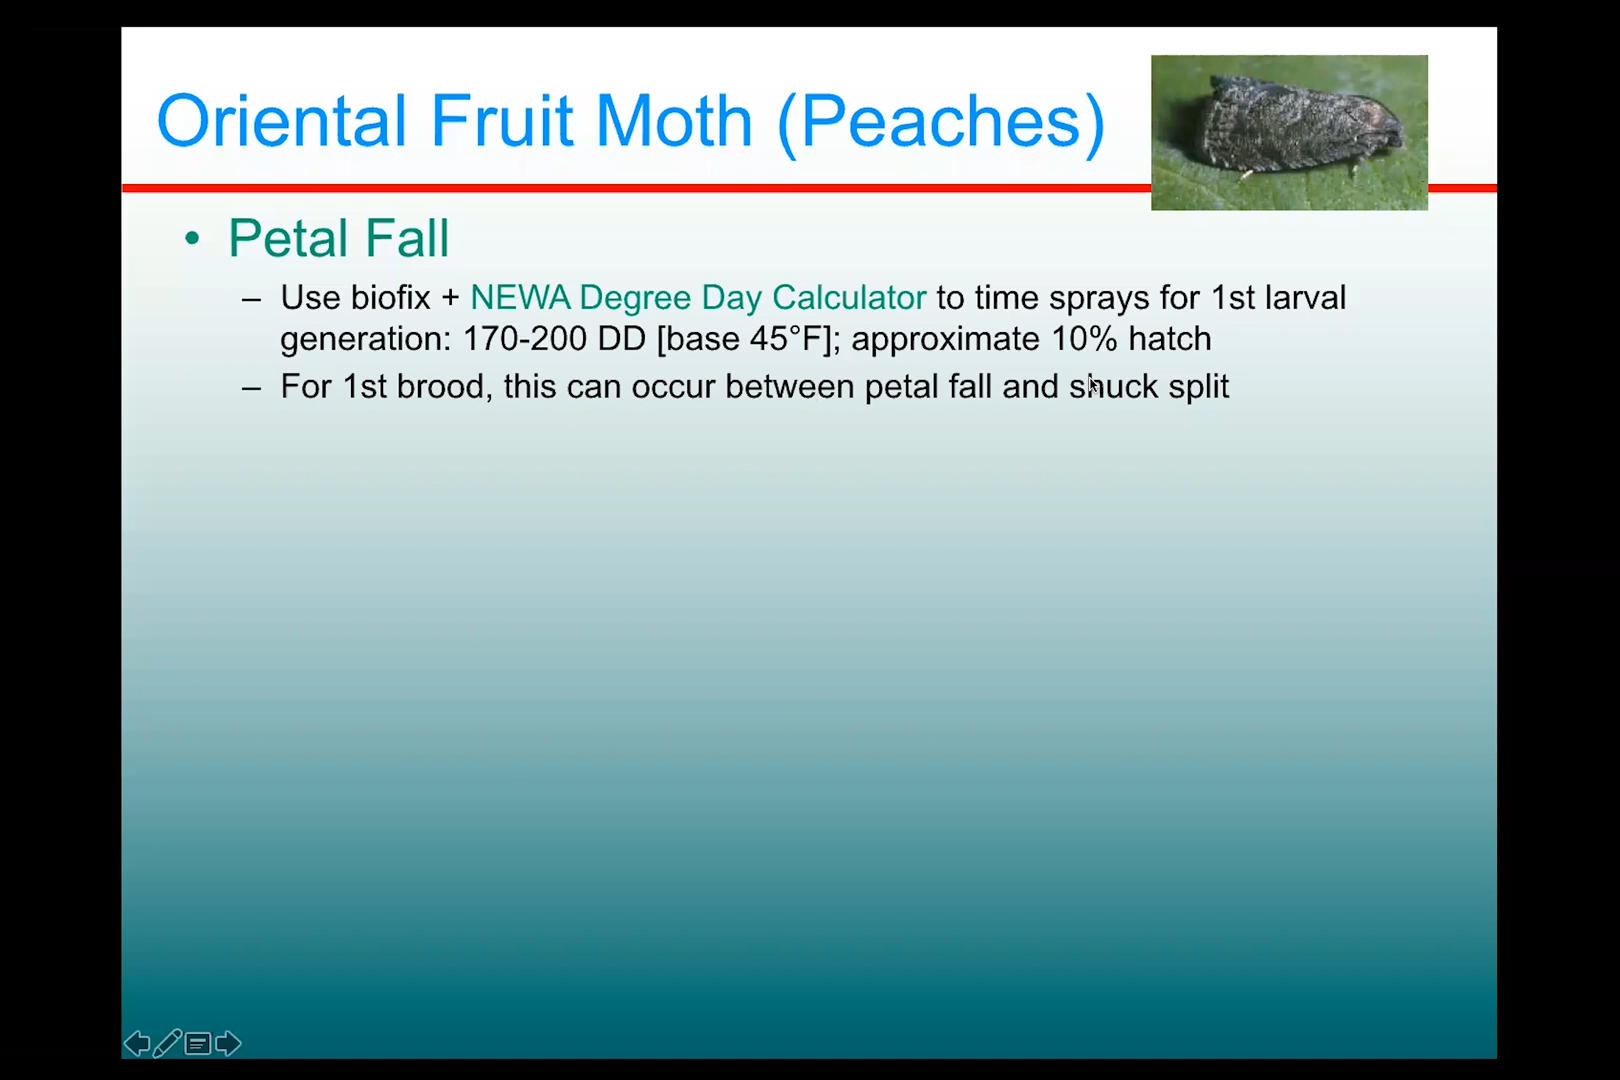 Oriental Fruit Moth (Peaches)
• Petal Fall
– Use biofix + NEWA Degree Day Calculator to time sprays for 1st larval
generation: 170-200 DD [base 45°F]; approximate 10% hatch
– For 1st brood, this can occur between petal fall and shuck split